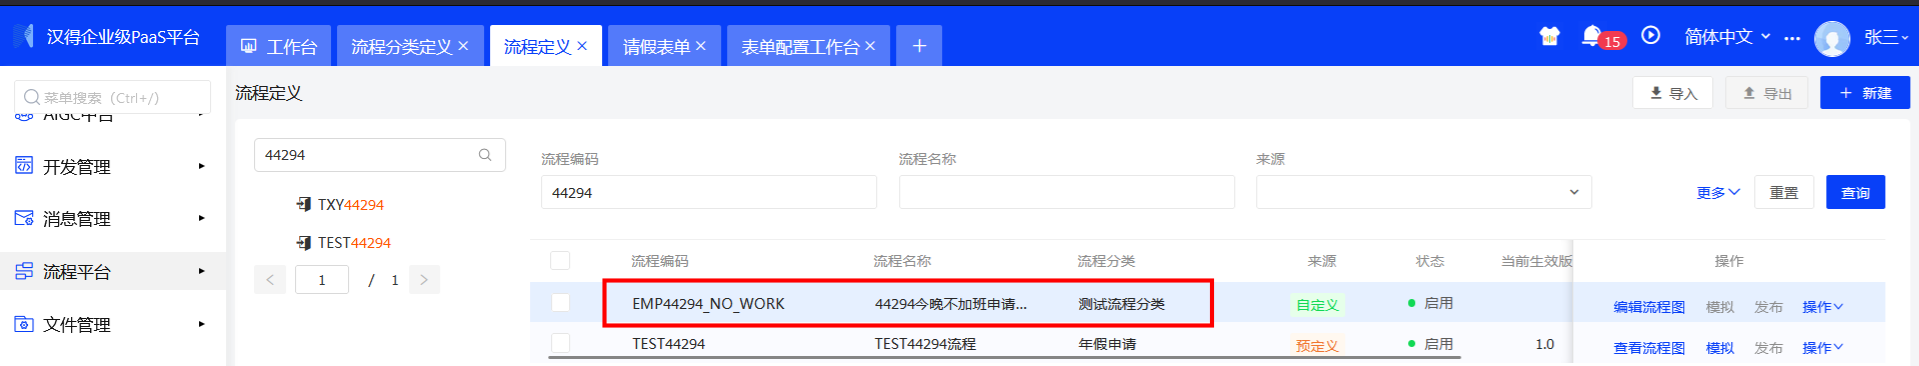 汉得企业级PaaS平台
工作台
流程分类定义 ×
流程定义 ×
请假表单 ×
表单配置工作台 ×
+
15
简体中文
...
张三
菜单搜索（Ctrl+/）
AIGC平台
开发管理
消息管理
流程平台
文件管理
流程定义
导入
导出
+ 新建
44294
TXY44294
TEST44294
< 1 / 1 >
流程编码 流程名称 来源
44294
更多 重置 查询
流程编码 流程名称 流程分类 来源 状态 当前生效版 操作
EMP44294_NO_WORK 44294今晚不加班申请... 测试流程分类 自定义 启用 编辑流程图 模拟 发布 操作
TEST44294 TEST44294流程 年假申请 预定义 启用 1.0 查看流程图 模拟 发布 操作